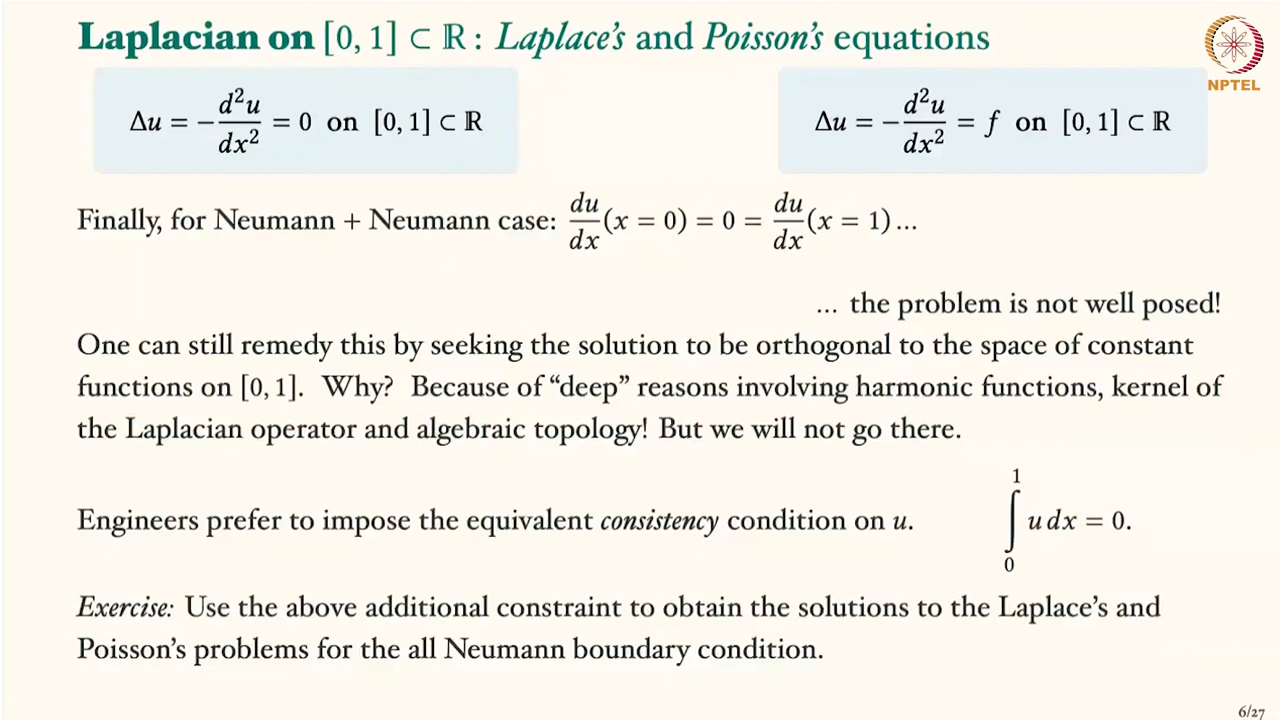 Laplacian on [0, 1] ⊂ ℝ: Laplace's and Poisson's equations
NPTEL
Δu = −d²u/dx² = 0 on [0, 1] ⊂ ℝ
Δu = −d²u/dx² = f on [0, 1] ⊂ ℝ
Finally, for Neumann + Neumann case: du/dx (x = 0) = 0 = du/dx (x = 1) ...
... the problem is not well posed!
One can still remedy this by seeking the solution to be orthogonal to the space of constant
functions on [0, 1]. Why? Because of “deep” reasons involving harmonic functions, kernel of
the Laplacian operator and algebraic topology! But we will not go there.
Engineers prefer to impose the equivalent consistency condition on u. ∫₀¹ u dx = 0.
Exercise: Use the above additional constraint to obtain the solutions to the Laplace's and
Poisson's problems for the all Neumann boundary condition.
6/27